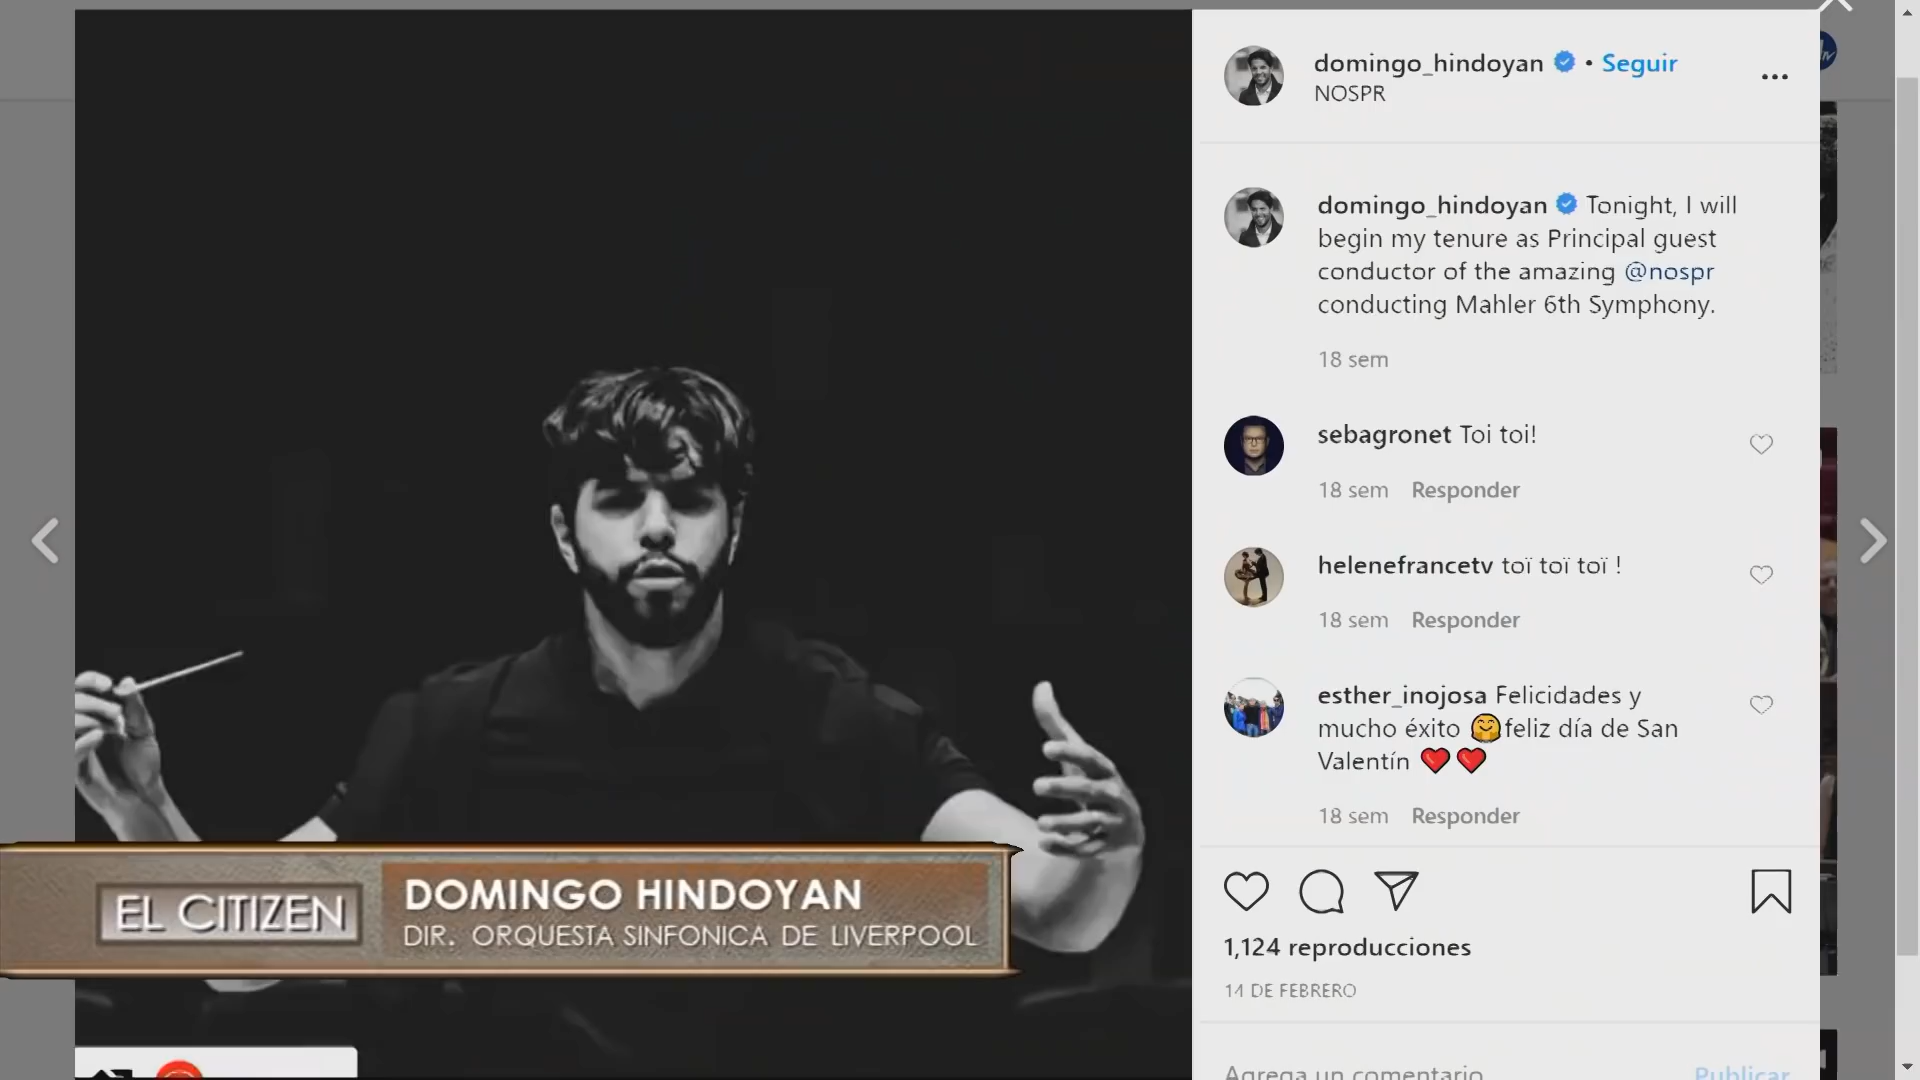 domingo_hindoyan • Seguir
NOSPR
domingo_hindoyan Tonight, I will
begin my tenure as Principal guest
conductor of the amazing @nospr
conducting Mahler 6th Symphony.
18 sem
sebagronet Toi toi!
18 sem Responder
helenefrancetv toï toï toï !
18 sem Responder
esther_inojosa Felicidades y
mucho éxito 🤗feliz día de San
Valentín ❤️❤️
18 sem Responder
1,124 reproducciones
14 DE FEBRERO
Agrega un comentario
Publicar
EL CITIZEN
DOMINGO HINDOYAN
DIR. ORQUESTA SINFONICA DE LIVERPOOL